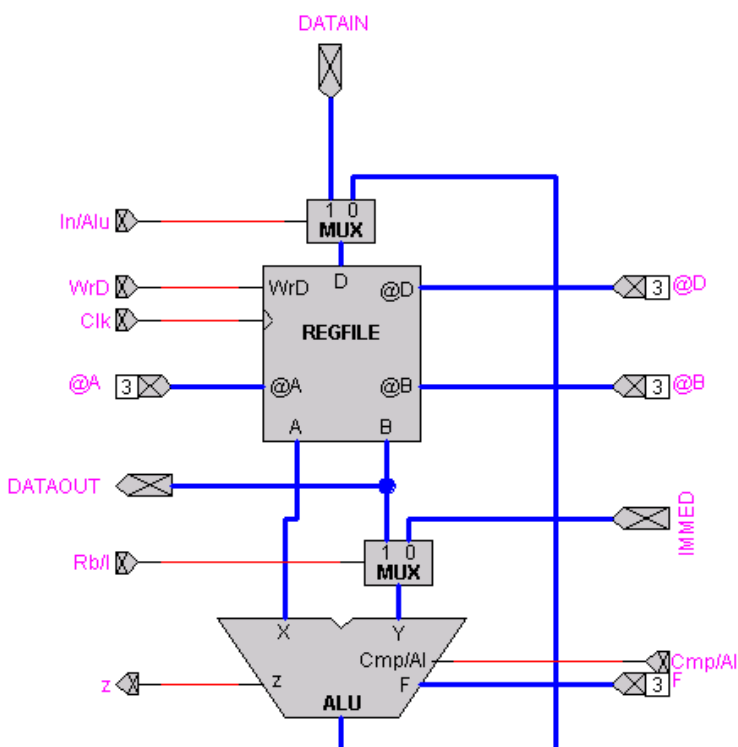 DATAIN
1 0
In/Alu
MUX
WrD
WrD
D
@D
3
@D
Clk
REGFILE
@A
3
@A
@B
3
@B
A
B
DATAOUT
IMMED
1 0
Rb/I
MUX
X
Y
Cmp/Al
Cmp/Al
z
z
F
3
F
ALU